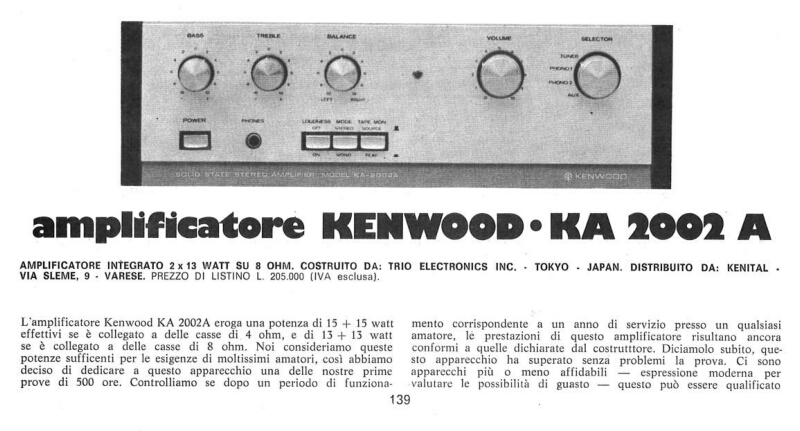 BASS TREBLE BALANCE VOLUME SELECTOR
TUNER
PHONO 1
PHONO 2
AUX
LEFT RIGHT
POWER PHONES LOUDNESS MODE TAPE MON
OFF STEREO SOURCE
ON MONO PLAY
SOLID STATE STEREO AMPLIFIER MODEL KA-2002A KENWOOD
amplificatore KENWOOD • KA 2002 A
AMPLIFICATORE INTEGRATO 2 x 13 WATT SU 8 OHM. COSTRUITO DA: TRIO ELECTRONICS INC. - TOKYO - JAPAN. DISTRIBUITO DA: KENITAL -
VIA SLEME, 9 - VARESE. PREZZO DI LISTINO L. 205.000 (IVA esclusa).
L'amplificatore Kenwood KA 2002A eroga una potenza di 15 + 15 watt
effettivi se è collegato a delle casse di 4 ohm, e di 13 + 13 watt
se è collegato a delle casse di 8 ohm. Noi consideriamo queste
potenze sufficenti per le esigenze di moltissimi amatori, così abbiamo
deciso di dedicare a questo apparecchio una delle nostre prime
prove di 500 ore. Controlliamo se dopo un periodo di funziona-
mento corrispondente a un anno di servizio presso un qualsiasi
amatore, le prestazioni di questo amplificatore risultano ancora
conformi a quelle dichiarate dal costrutttore. Diciamolo subito, que-
sto apparecchio ha superato senza problemi la prova. Ci sono
apparecchi più o meno affidabili — espressione moderna per
valutare le possibilità di guasto — questo può essere qualificato
139